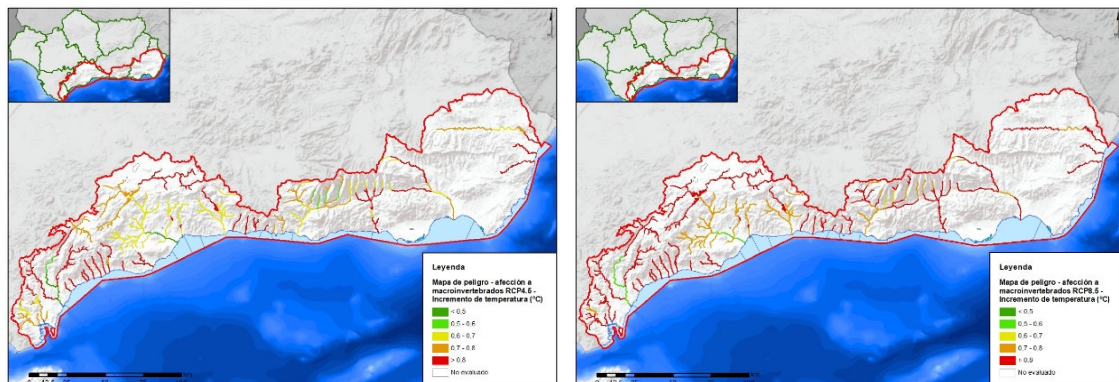 Leyenda
Mapa de peligro - afección a
macroinvertebrados RCP4.5 -
Incremento de temperatura (ºC)
< 0,5
0,5 - 0,6
0,6 - 0,7
0,7 - 0,8
> 0,8
No evaluado
Leyenda
Mapa de peligro - afección a
macroinvertebrados RCP8.5 -
Incremento de temperatura (ºC)
< 0,5
0,5 - 0,6
0,6 - 0,7
0,7 - 0,8
No evaluado